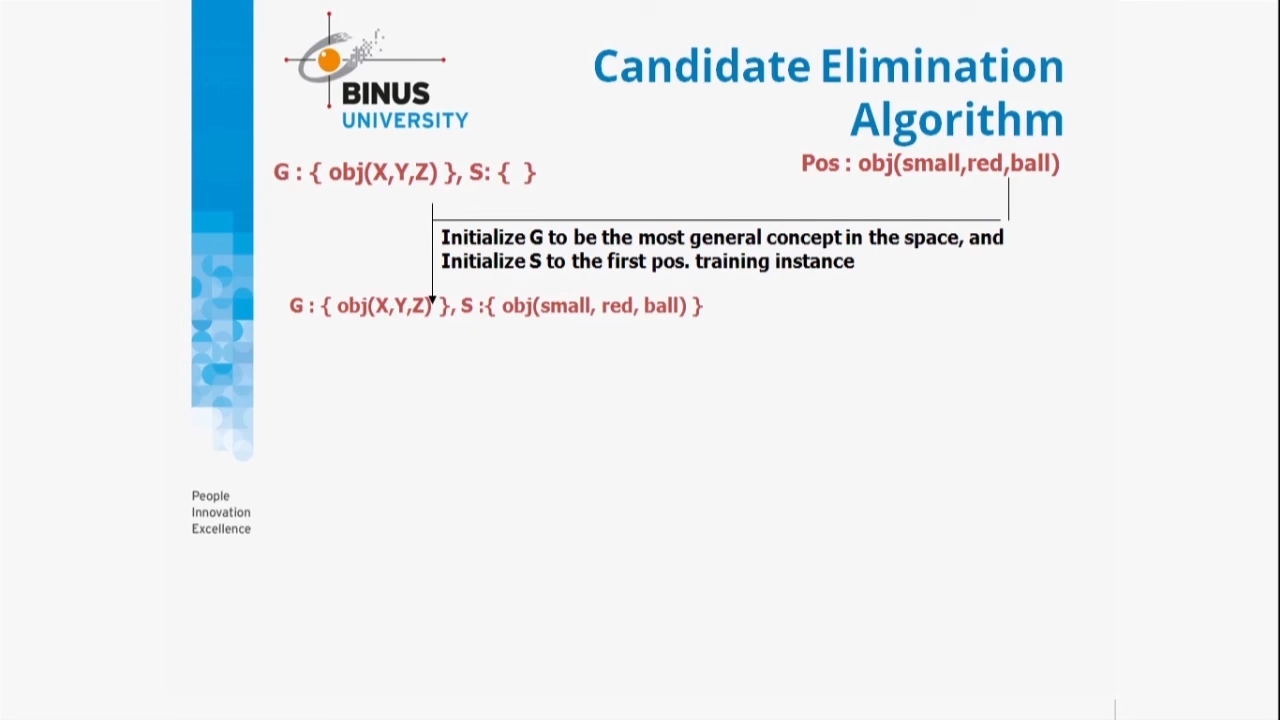 BINUS
UNIVERSITY
Candidate Elimination
Algorithm
G : { obj(X,Y,Z) }, S: { }
Pos : obj(small,red,ball)
Initialize G to be the most general concept in the space, and
Initialize S to the first pos. training instance
G : { obj(X,Y,Z) }, S :{ obj(small, red, ball) }
People
Innovation
Excellence